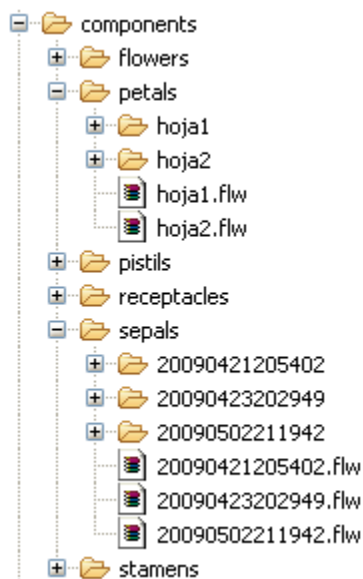 components
flowers
petals
hoja1
hoja2
hoja1.flw
hoja2.flw
pistils
receptacles
sepals
20090421205402
20090423202949
20090502211942
20090421205402.flw
20090423202949.flw
20090502211942.flw
stamens